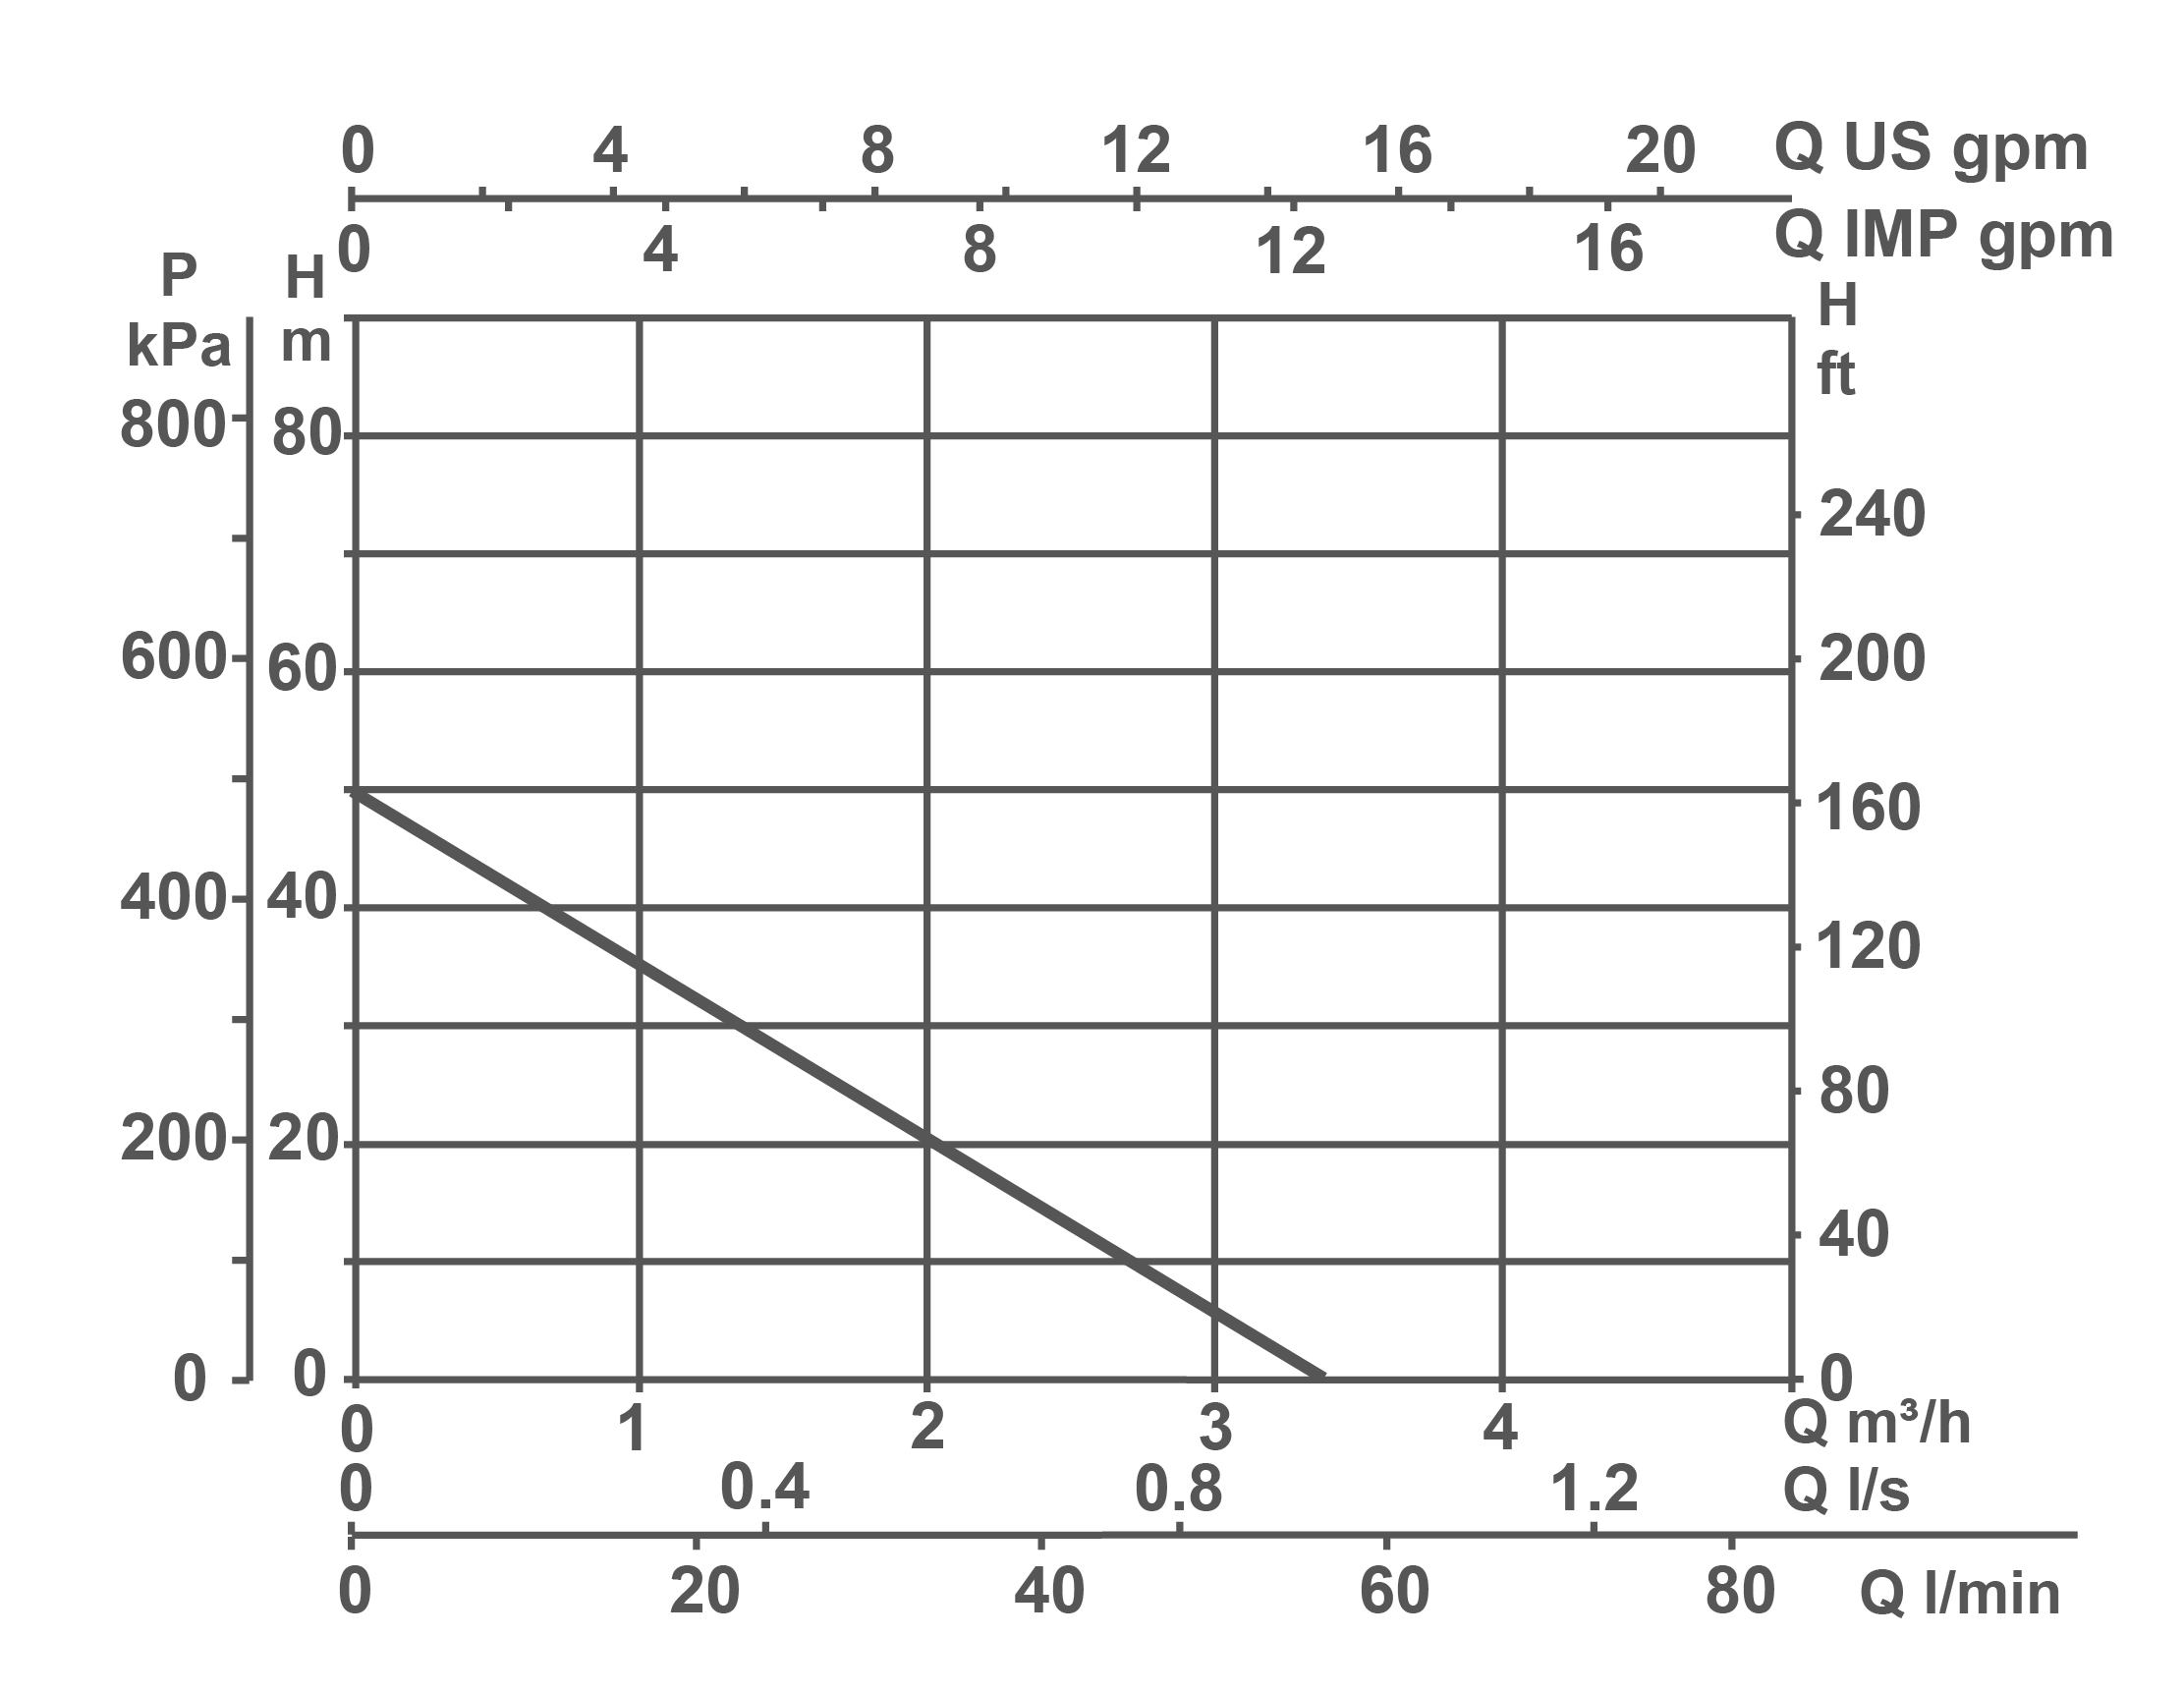 0 4 8 12 16 20 Q US gpm
0 4 8 12 16 Q IMP gpm
P H H
kPa m ft
800 80
240
600 60 200
160
400 40
120
200 20 80
40
0 0 0
0 1 2 3 4 Q m³/h
0 0.4 0.8 1.2 Q l/s
0 20 40 60 80 Q l/min